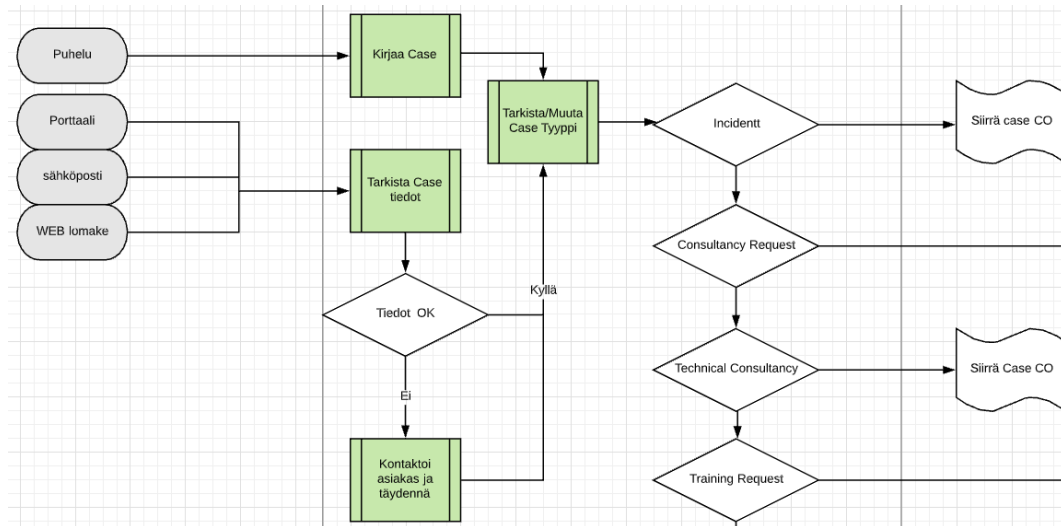 Puhelu
Porttaali
sähköposti
WEB lomake
Kirjaa Case
Tarkista Case
tiedot
Tiedot OK
Kyllä
Ei
Kontaktoi
asiakas ja
täydennä
Tarkista/Muuta
Case Tyyppi
Incidentt
Consultancy Request
Technical Consultancy
Training Request
Siirrä case CO
Siirrä Case CO